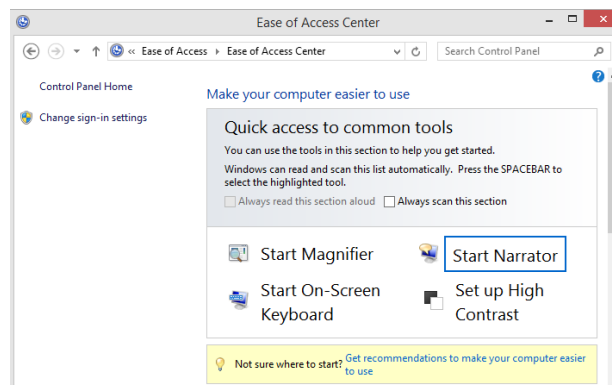 Ease of Access Center
« Ease of Access Ease of Access Center Search Control Panel
Control Panel Home
Change sign-in settings
Make your computer easier to use
Quick access to common tools
You can use the tools in this section to help you get started.
Windows can read and scan this list automatically. Press the SPACEBAR to
select the highlighted tool.
Always read this section aloud Always scan this section
Start Magnifier
Start Narrator
Start On-Screen
Keyboard
Set up High
Contrast
Not sure where to start? Get recommendations to make your computer easier
to use